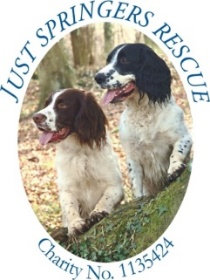 JUST SPRINGERS RESCUE
Charity No. 1135424